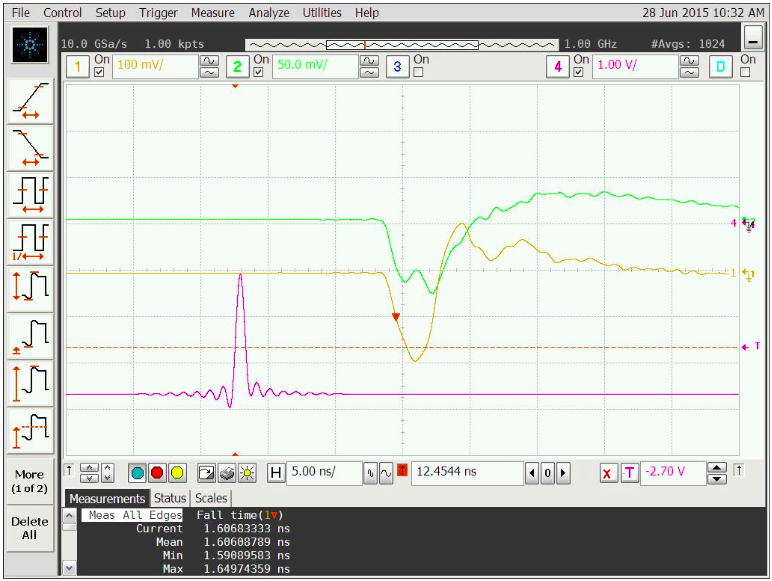 File Control Setup Trigger Measure Analyze Utilities Help 28 Jun 2015 10:32 AM
10.0 GSa/s 1.00 kpts 1.00 GHz #Avgs: 1024
1 On 100 mV/ 2 On 50.0 mV/ 3 On 4 On 1.00 V/ D On
4
1
T
H 5.00 ns/ T 12.4544 ns 0 X T -2.70 V
More
(1 of 2)
Delete
All
Measurements Status Scales
Meas All Edges Fall time(1▼)
Current 1.60683333 ns
Mean 1.60608789 ns
Min 1.59089583 ns
Max 1.64974359 ns